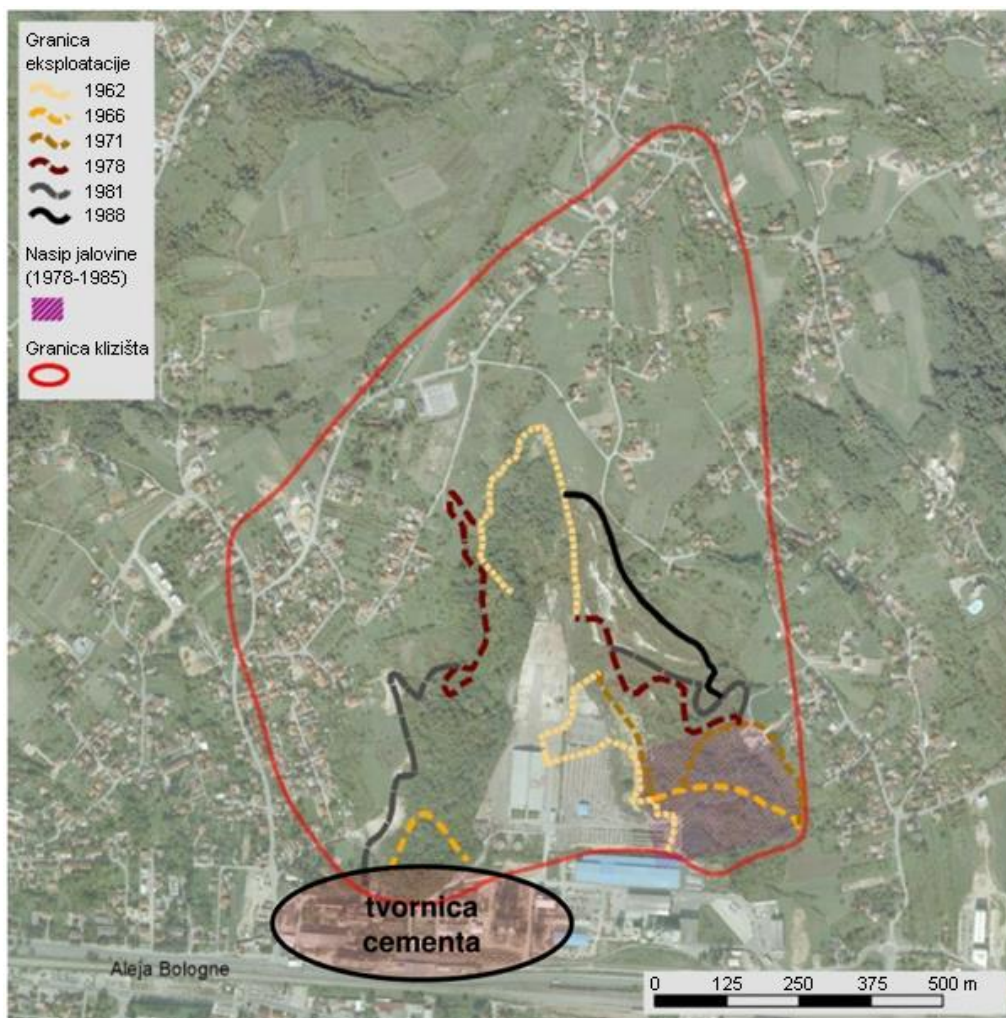 Granica
eksploatacije
1962
1966
1971
1978
1981
1988
Nasip jalovine
(1978-1985)
Granica klizišta
tvornica
cementa
Aleja Bologne
0 125 250 375 500 m